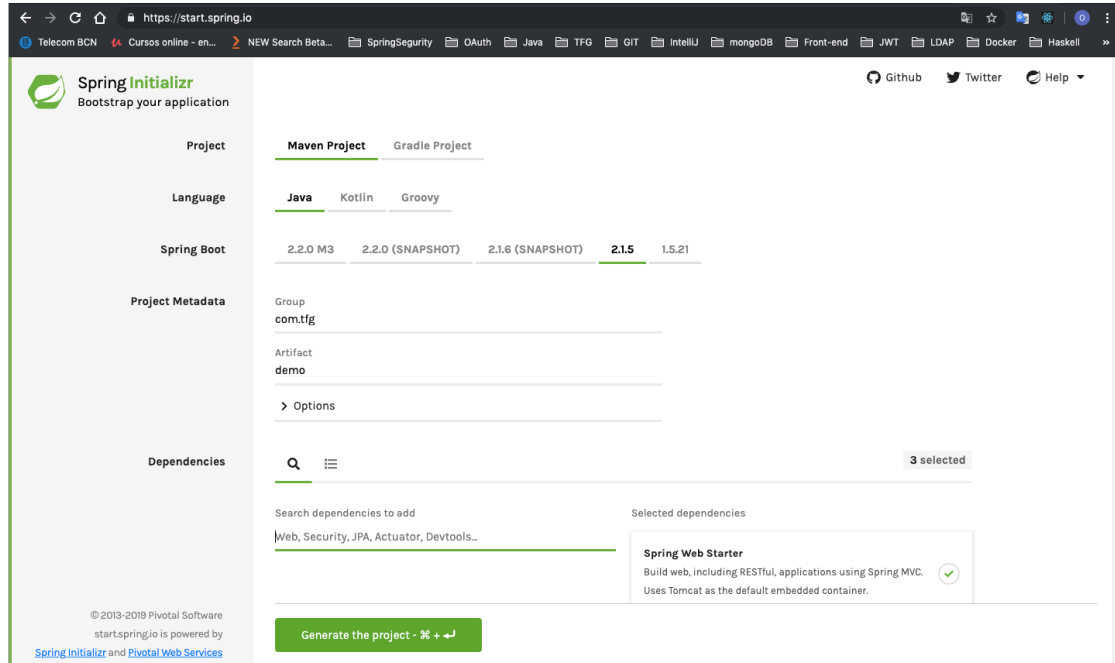 https://start.spring.io
Telecom BCN Cursos online - en... NEW Search Beta... SpringSegurity OAuth Java TFG GIT IntelliJ mongoDB Front-end JWT LDAP Docker Haskell »
Spring Initializr
Bootstrap your application
Github Twitter Help
Project
Maven Project Gradle Project
Language
Java Kotlin Groovy
Spring Boot
2.2.0 M3 2.2.0 (SNAPSHOT) 2.1.6 (SNAPSHOT) 2.1.5 1.5.21
Project Metadata
Group
com.tfg
Artifact
demo
Options
Dependencies
3 selected
Search dependencies to add
Web, Security, JPA, Actuator, Devtools...
Selected dependencies
Spring Web Starter
Build web, including RESTful, applications using Spring MVC.
Uses Tomcat as the default embedded container.
© 2013-2019 Pivotal Software
start.spring.io is powered by
Spring Initializr and Pivotal Web Services
Generate the project - ⌘ + ↵